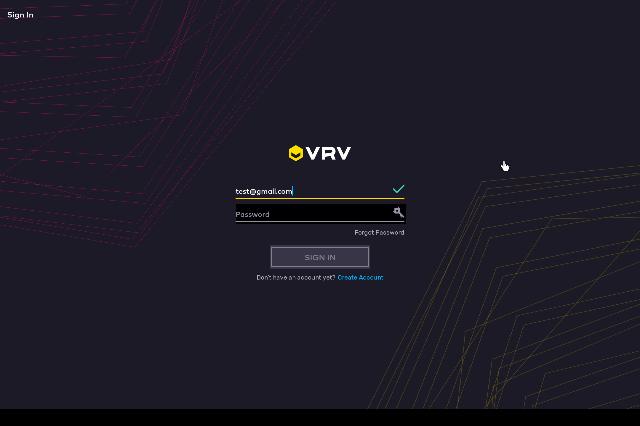 Sign In
VRV
test@gmail.com
Password
Forgot Password
SIGN IN
Don't have an account yet? Create Account